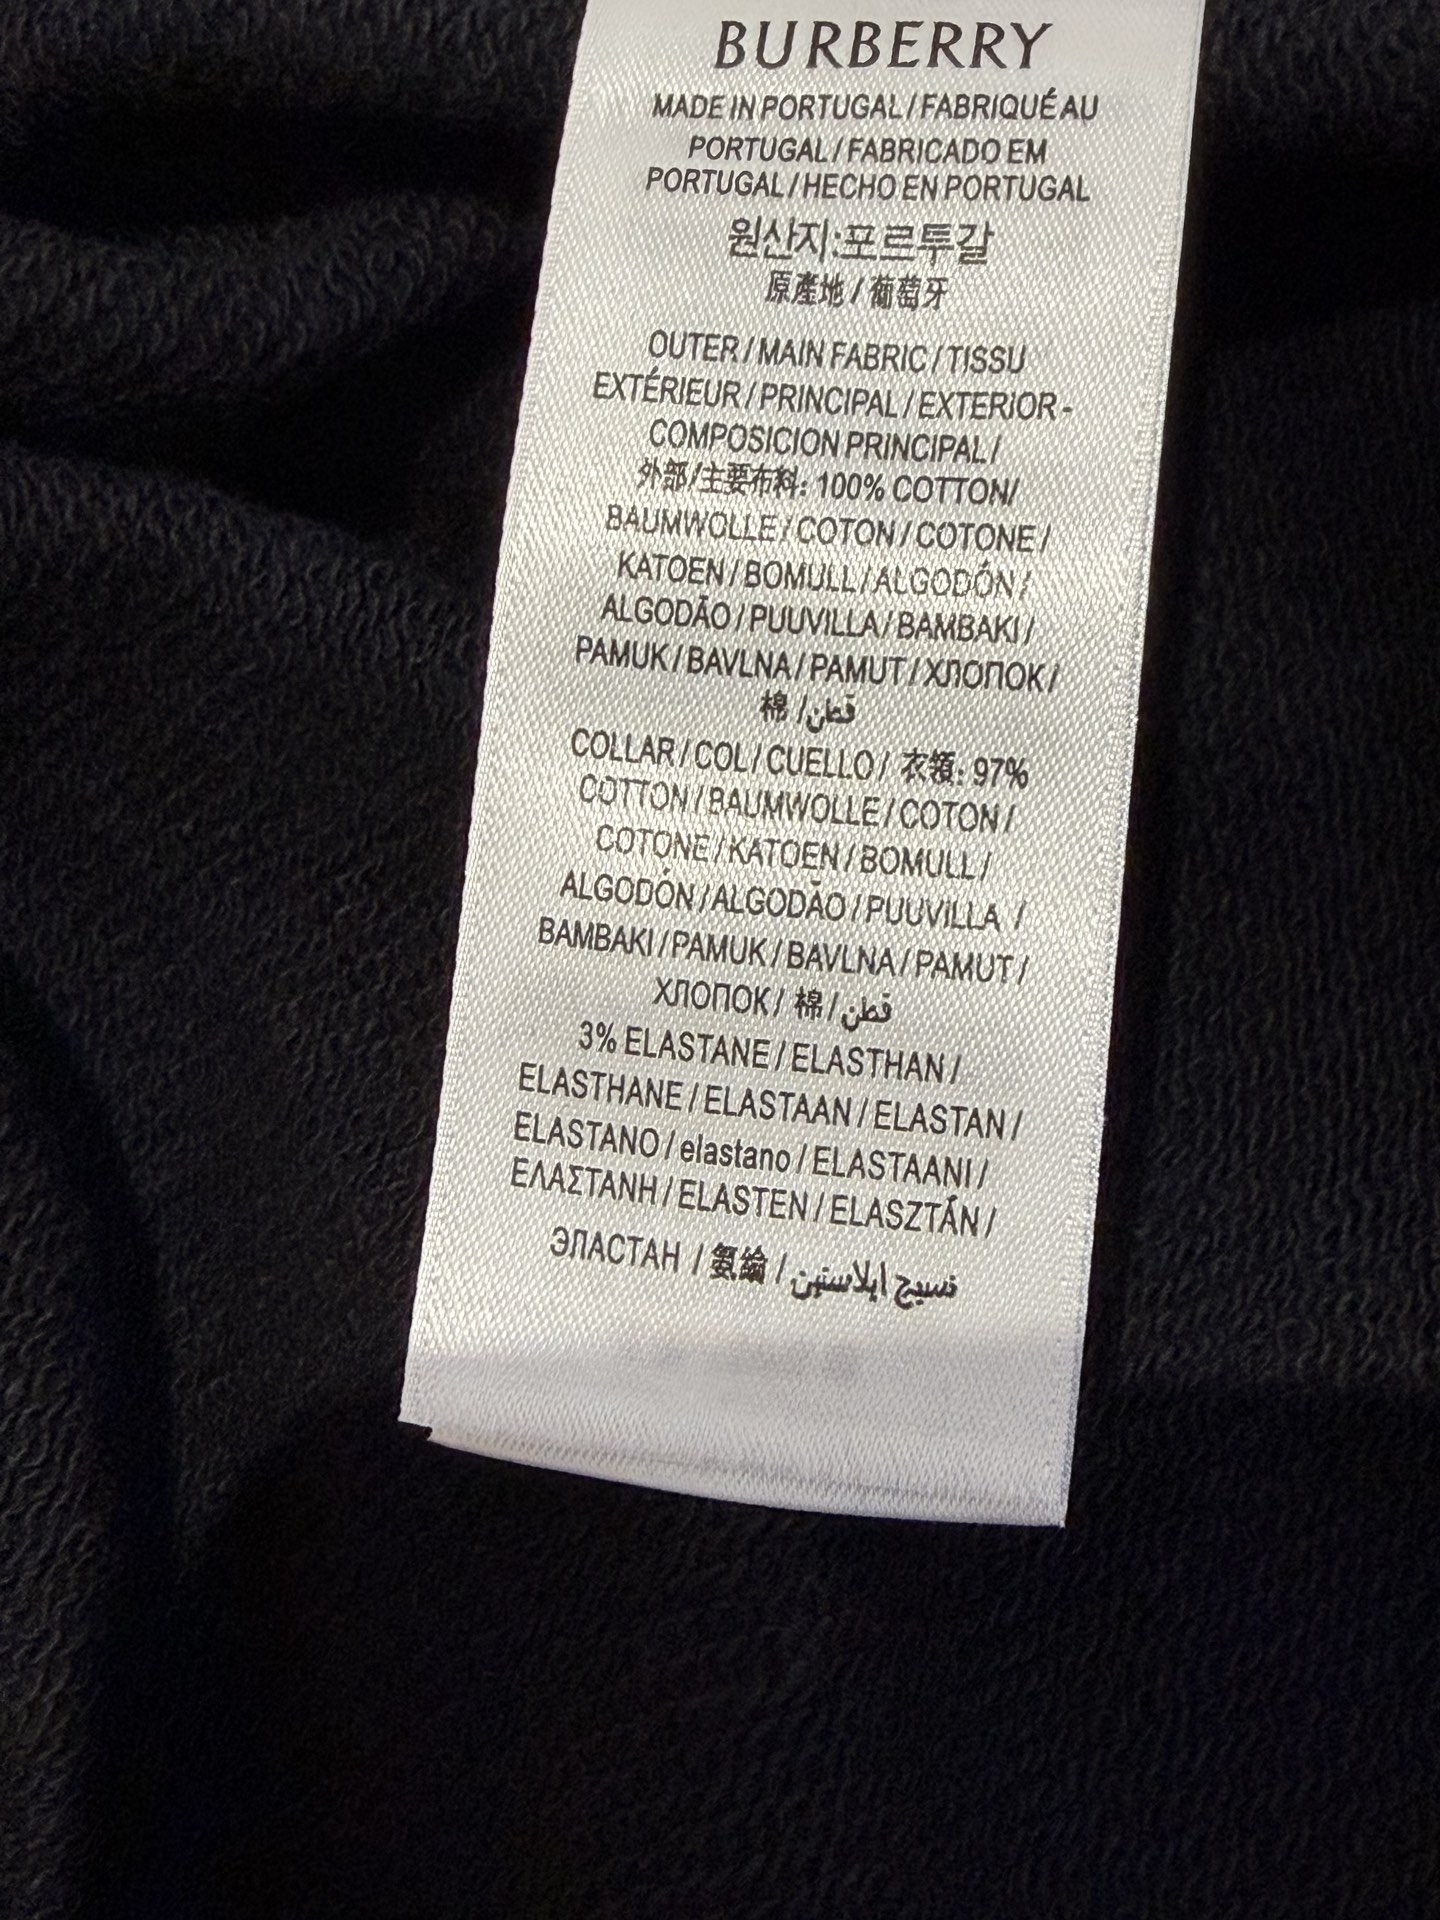 BURBERRY
MADE IN PORTUGAL / FABRIQUÉ AU
PORTUGAL / FABRICADO EM
PORTUGAL / HECHO EN PORTUGAL
원산지:포르투갈
原產地 / 葡萄牙
OUTER / MAIN FABRIC / TISSU
EXTÉRIEUR / PRINCIPAL / EXTERIOR -
COMPOSICION PRINCIPAL /
外部/主要布料: 100% COTTON/
BAUMWOLLE / COTON / COTONE /
KATOEN / BOMULL / ALGODÓN /
ALGODÃO / PUUVILLA / BAMBAKI /
PAMUK / BAVLNA / PAMUT / ХЛОПОК /
棉 / قطن
COLLAR / COL / CUELLO / 衣領: 97%
COTTON / BAUMWOLLE / COTON /
COTONE / KATOEN / BOMULL /
ALGODÓN / ALGODÃO / PUUVILLA /
BAMBAKI / PAMUK / BAVLNA / PAMUT /
ХЛОПОК / 棉 / قطن
3% ELASTANE / ELASTHAN /
ELASTHANE / ELASTAAN / ELASTAN /
ELASTANO / elastano / ELASTAANI /
ΕΛΑΣΤΑΝΗ / ELASTEN / ELASZTÁN /
ЭЛАСТАН / 氨綸 / نسيج ايلاستين